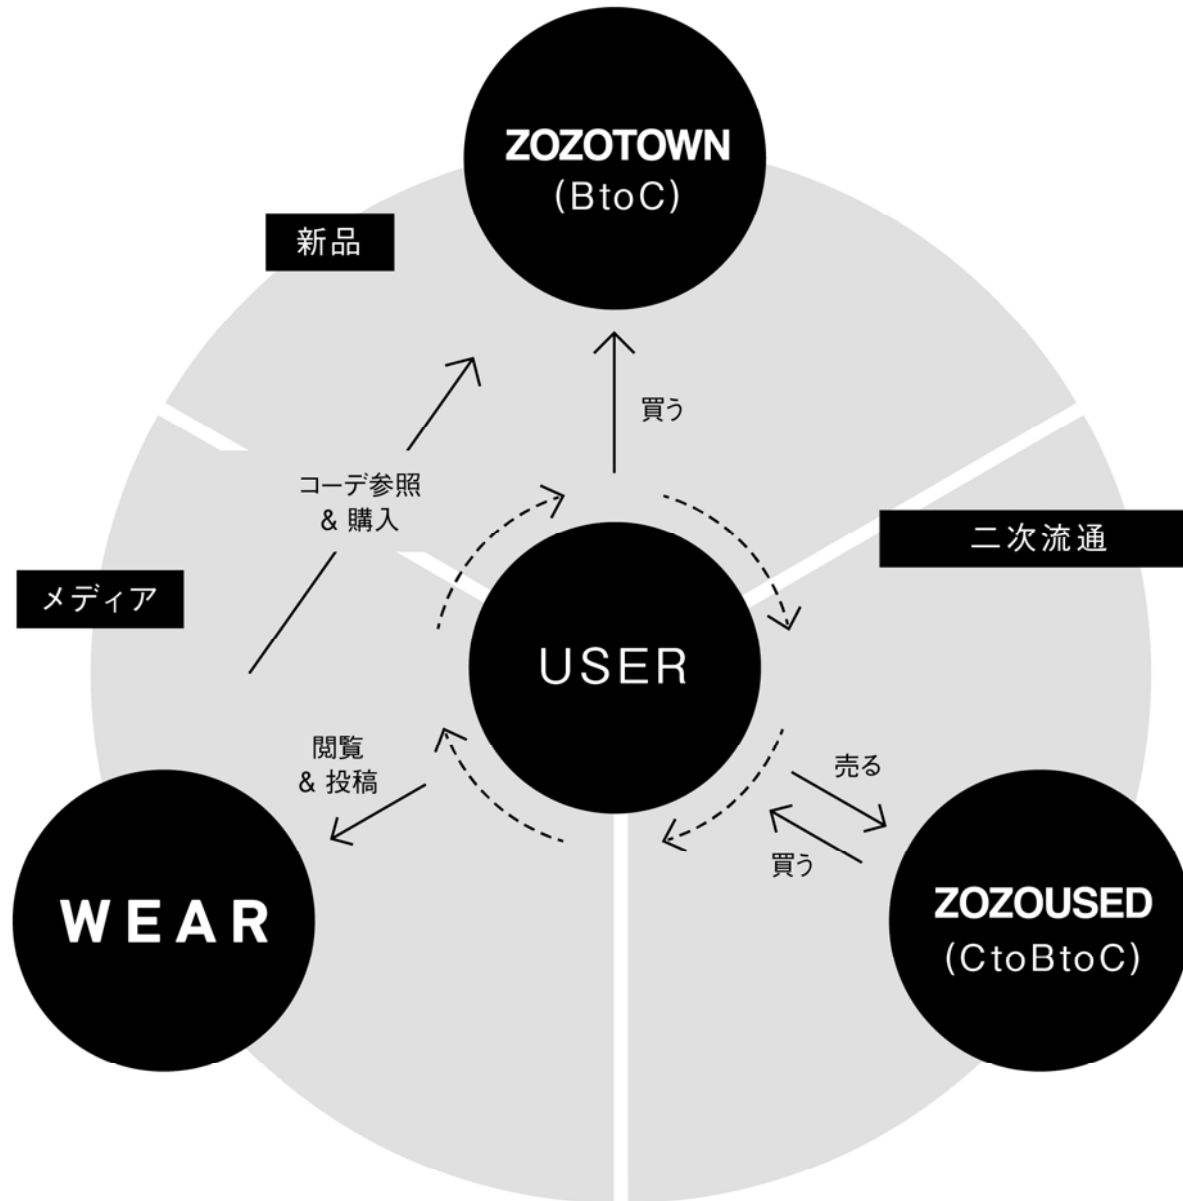 ZOZOTOWN
(BtoC)
新品
買う
コーデ参照
& 購入
二次流通
メディア
USER
閲覧
& 投稿
売る
買う
WEAR
ZOZOUSED
(CtoBtoC)